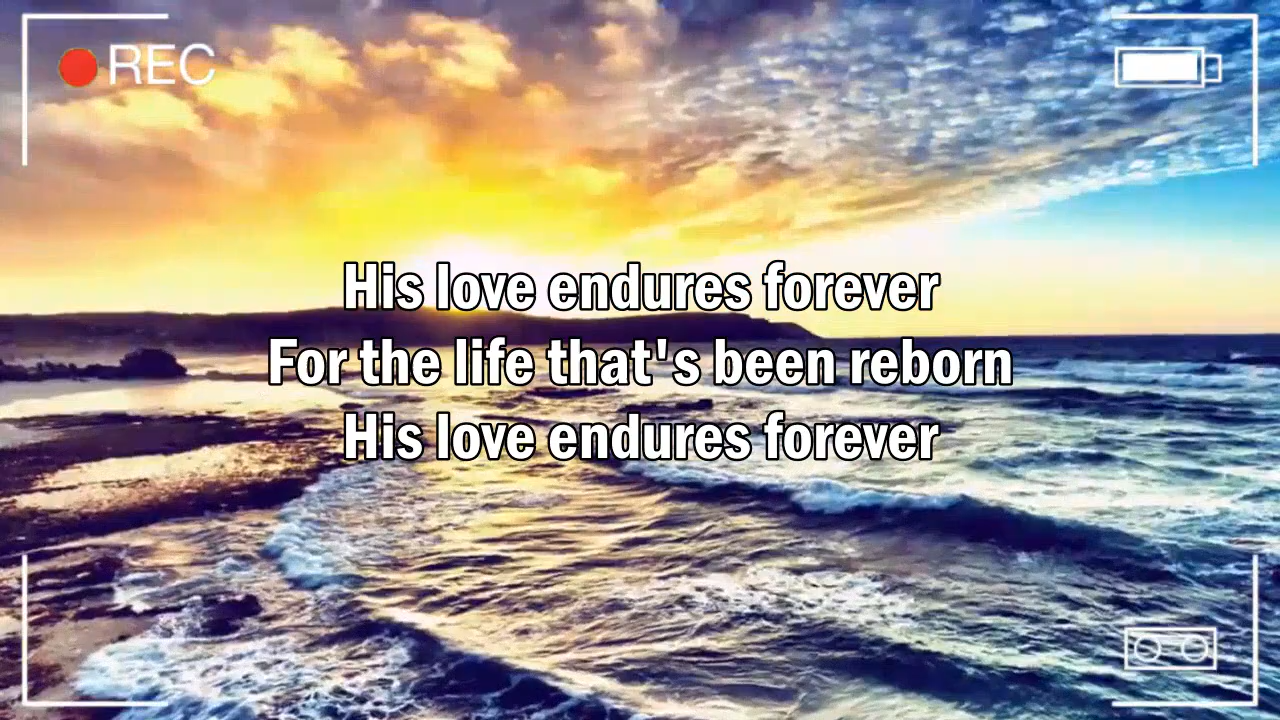 REC
His love endures forever
For the life that's been reborn
His love endures forever